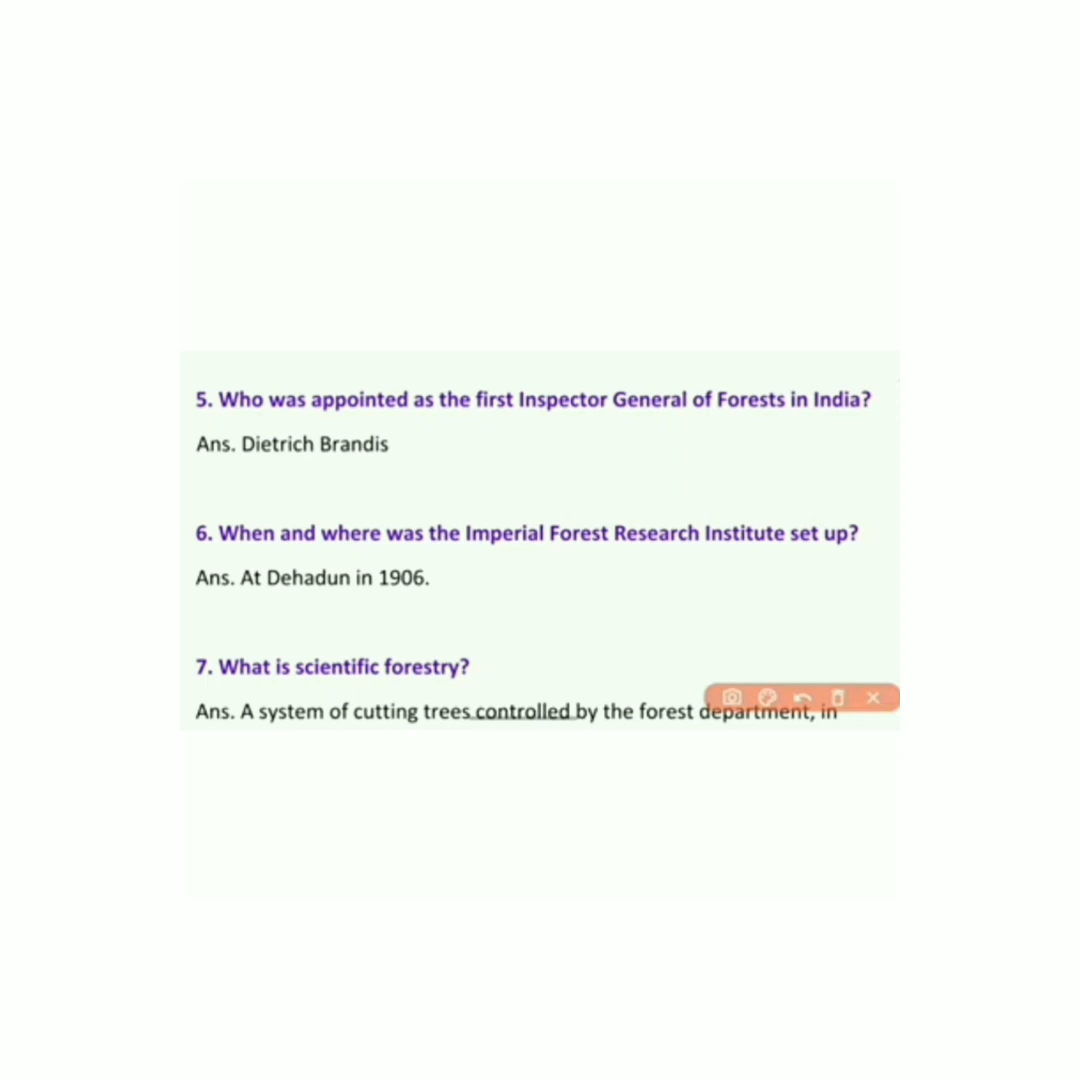 5. Who was appointed as the first Inspector General of Forests in India?
Ans. Dietrich Brandis
6. When and where was the Imperial Forest Research Institute set up?
Ans. At Dehadun in 1906.
7. What is scientific forestry?
Ans. A system of cutting trees controlled by the forest department, in